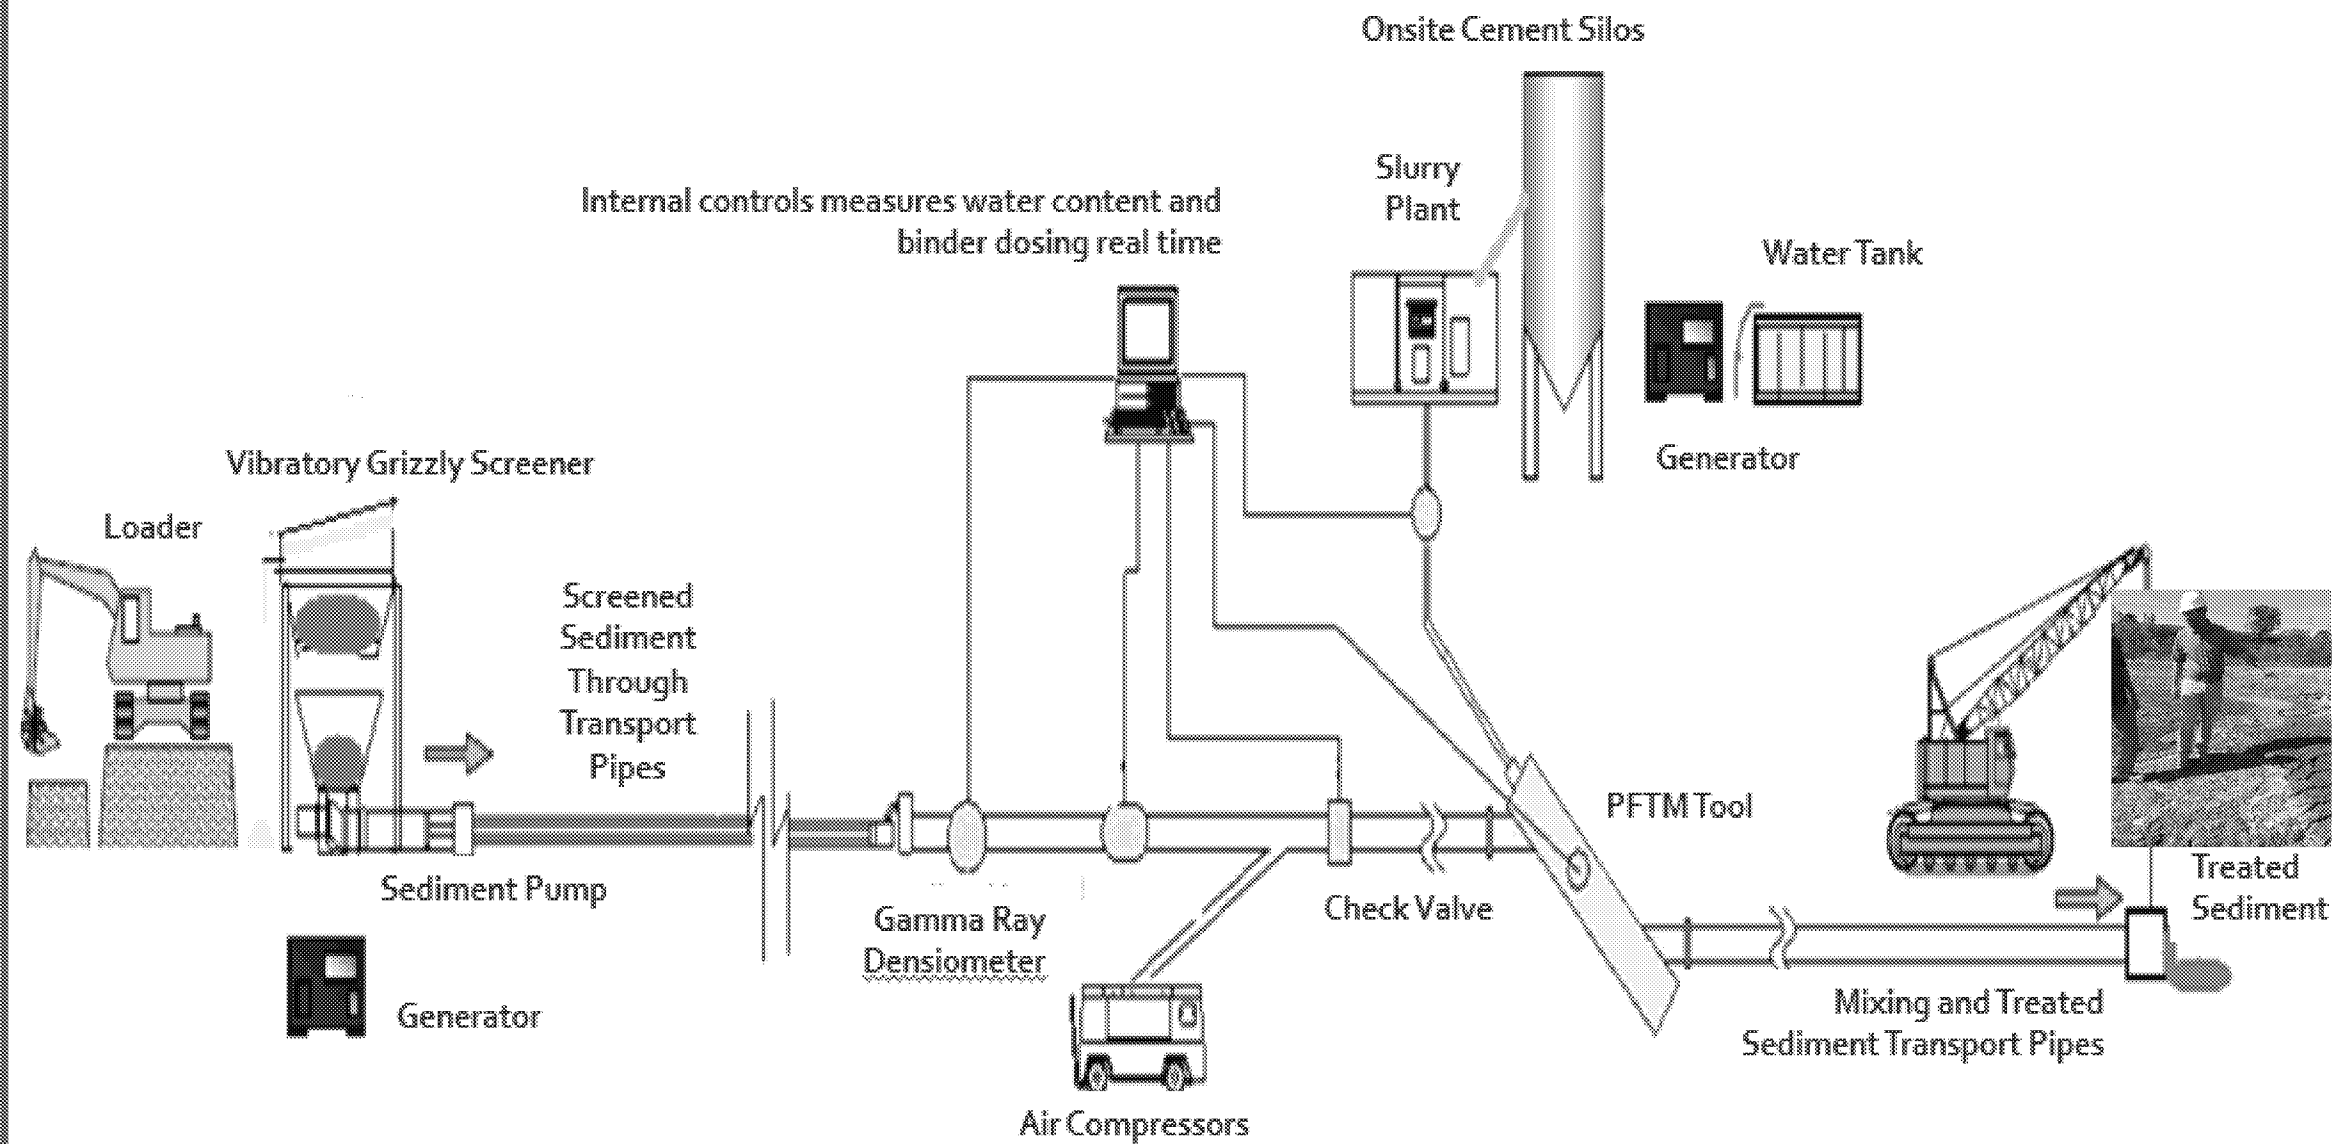 Onsite Cement Silos
Slurry
Plant
Internal controls measures water content and
binder dosing real time
Water Tank
Generator
Vibratory Grizzly Screener
Loader
Screened
Sediment
Through
Transport
Pipes
PFTM Tool
Sediment Pump
Gamma Ray
Densiometer
Check Valve
Treated
Sediment
Generator
Mixing and Treated
Sediment Transport Pipes
Air Compressors